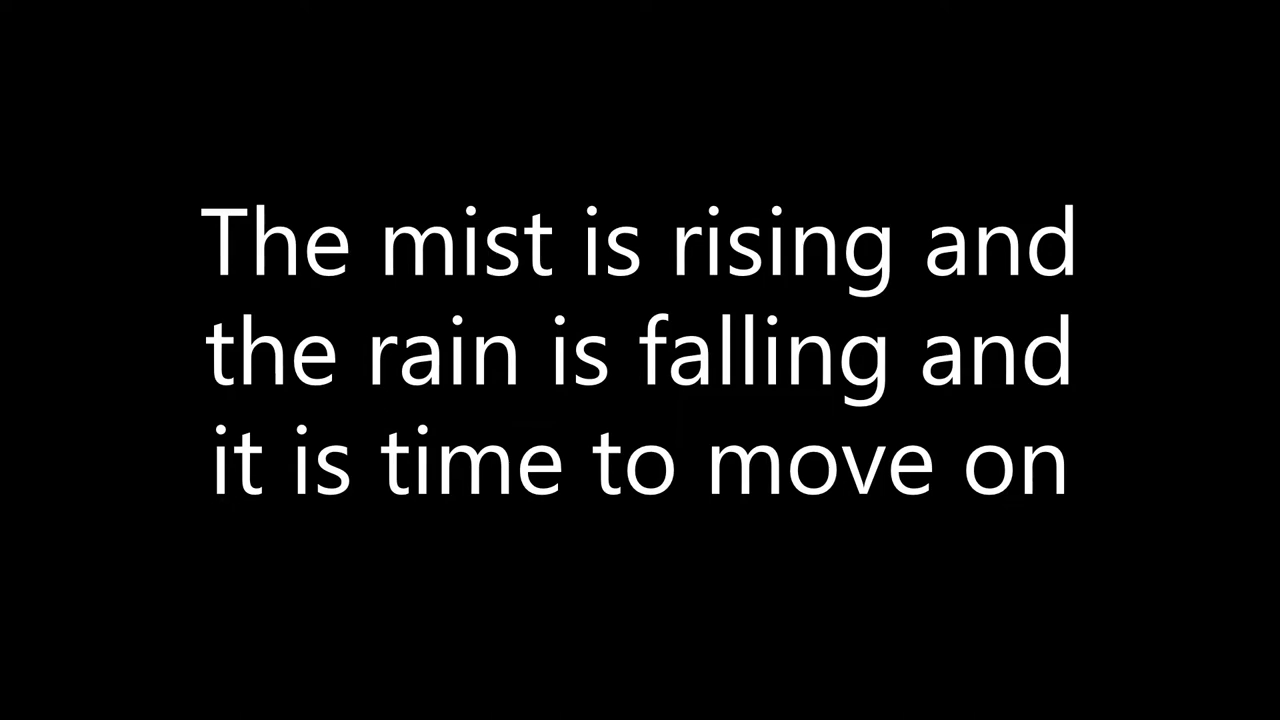 The mist is rising and
the rain is falling and
it is time to move on